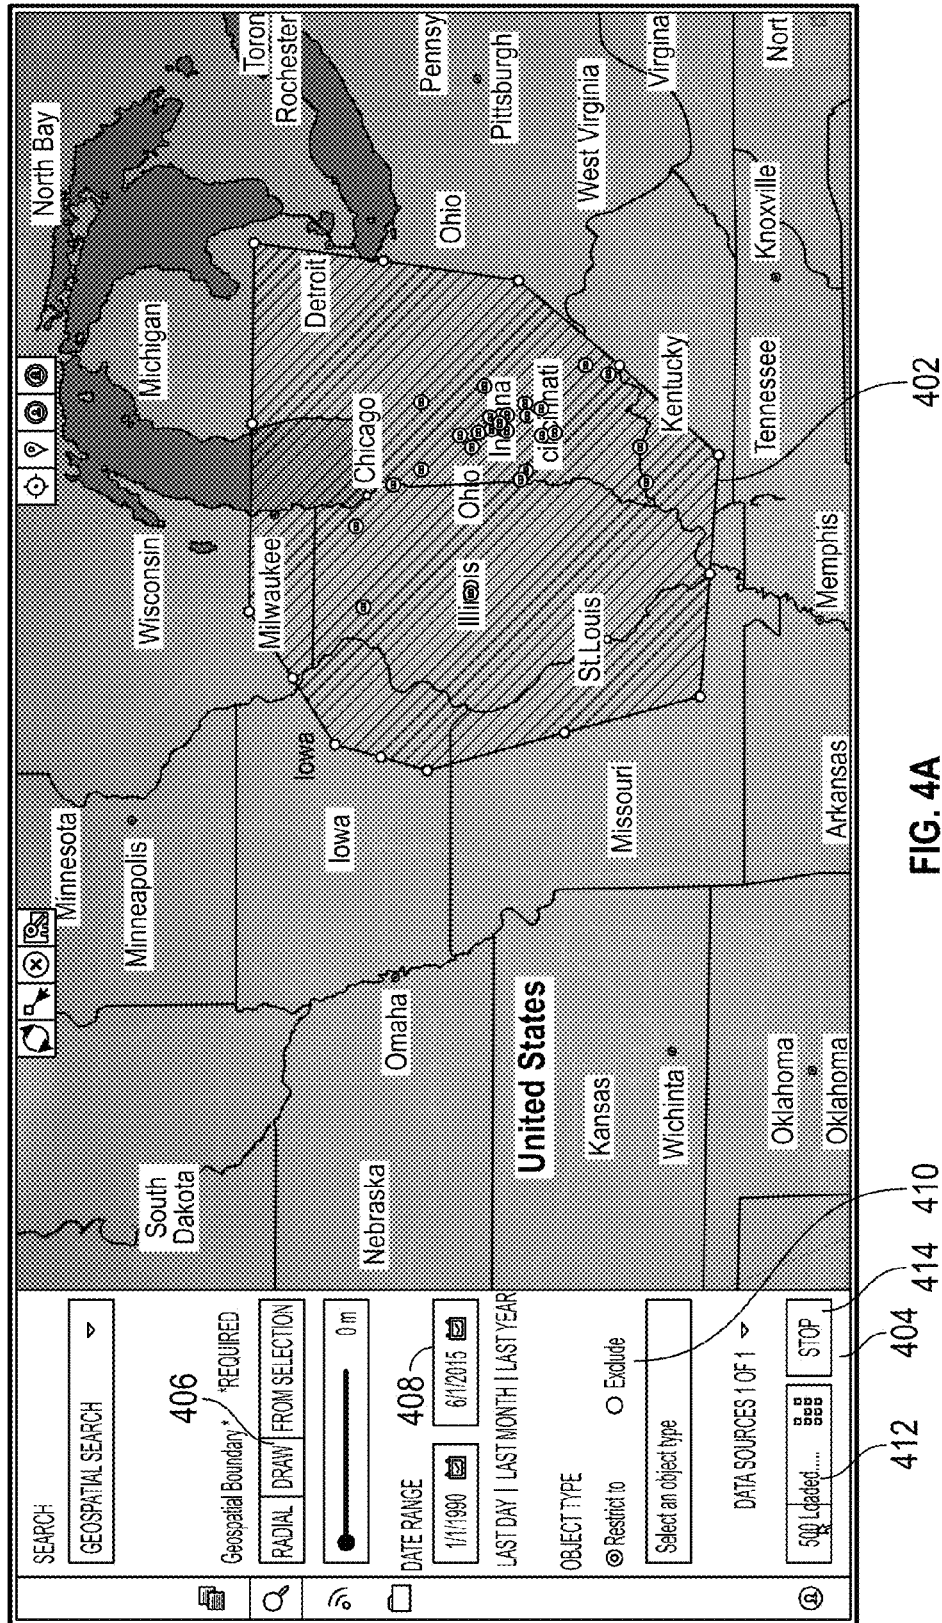 SEARCH
GEOSPATIAL SEARCH
*REQUIRED
Geospatial Boundary *
406
RADIAL DRAW FROM SELECTION
0 m
DATE RANGE
408
1/1/1990 6/1/2015
LAST DAY | LAST MONTH | LAST YEAR
OBJECT TYPE
Restrict to Exclude
Select an object type
DATA SOURCES 1 OF 1
500 Loaded..... STOP
412
404
414
410
402
North Bay
Minnesota
Minneapolis
Wisconsin
Michigan
Toron
Rochester
South
Dakota
Milwaukee
Detroit
Iowa
Iowa
Chicago
Pennsy
Nebraska
Omaha
Ohio
Ohio
Pittsburgh
Illinois
Indiana
United States
cincinnati
West Virginia
Kansas
St.Louis
Missouri
Kentucky
Virgina
Wichinta
Tennessee
Knoxville
Nort
Oklahoma
Oklahoma
Arkansas
Memphis
FIG. 4A